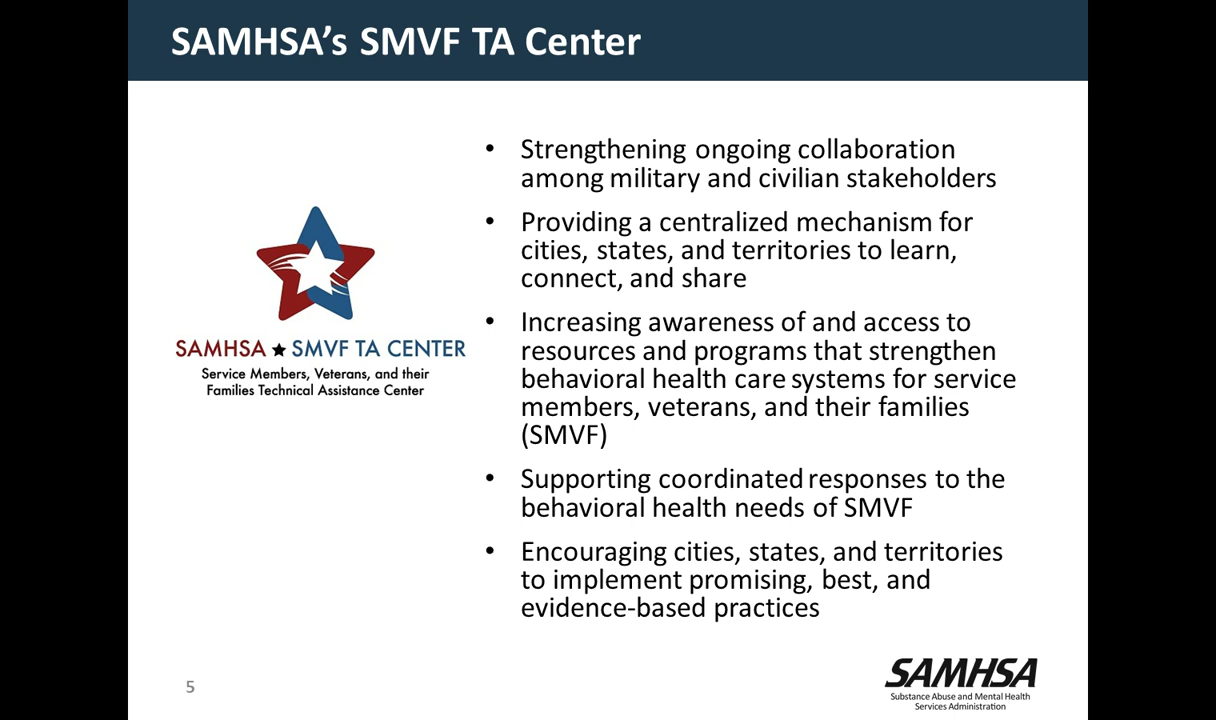 SAMHSA’s SMVF TA Center
• Strengthening ongoing collaboration
among military and civilian stakeholders
• Providing a centralized mechanism for
cities, states, and territories to learn,
connect, and share
• Increasing awareness of and access to
resources and programs that strengthen
behavioral health care systems for service
members, veterans, and their families
(SMVF)
• Supporting coordinated responses to the
behavioral health needs of SMVF
• Encouraging cities, states, and territories
to implement promising, best, and
evidence-based practices
SAMHSA ★ SMVF TA CENTER
Service Members, Veterans, and their
Families Technical Assistance Center
5
SAMHSA
Substance Abuse and Mental Health
Services Administration